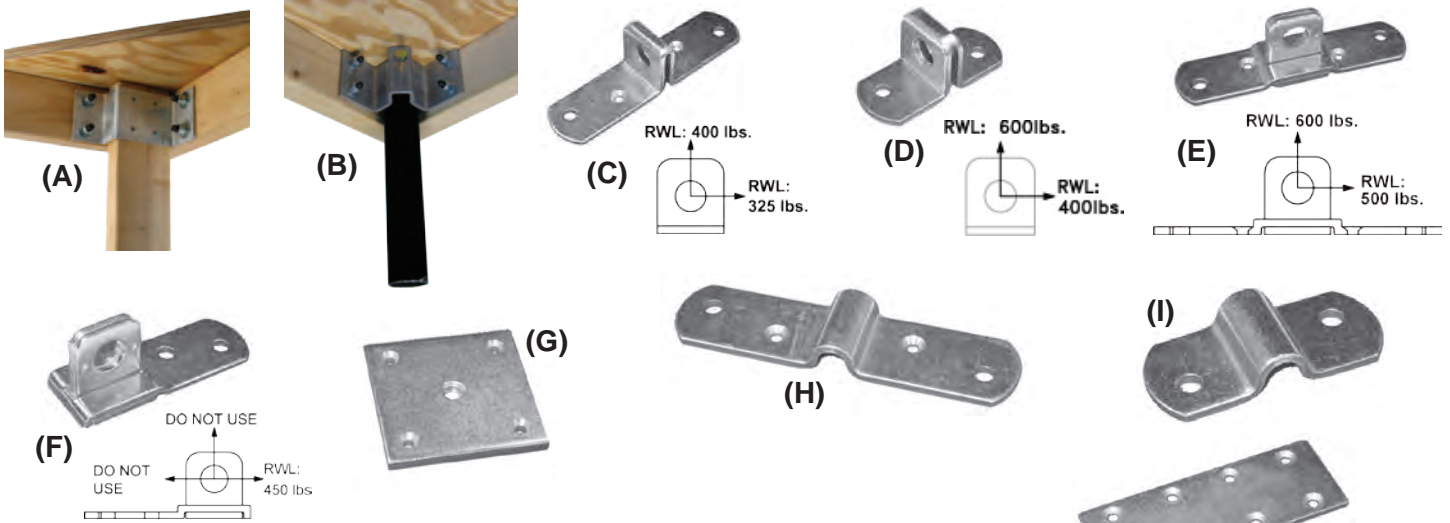 (A)
(B)
(C)
RWL: 400 lbs.
RWL:
325 lbs.
(D)
RWL: 600lbs.
RWL:
400lbs.
(E)
RWL: 600 lbs.
RWL:
500 lbs.
(F)
DO NOT USE
DO NOT
USE
RWL:
450 lbs
(G)
(H)
(I)